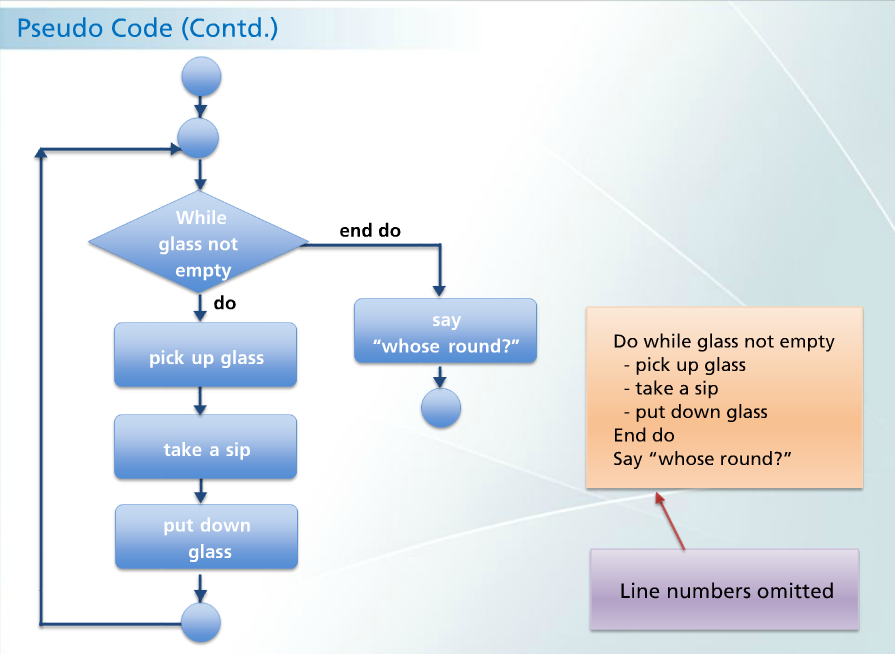 Pseudo Code (Contd.)
While
glass not
empty
end do
do
say
“whose round?”
pick up glass
take a sip
put down
glass
Do while glass not empty
- pick up glass
- take a sip
- put down glass
End do
Say “whose round?”
Line numbers omitted